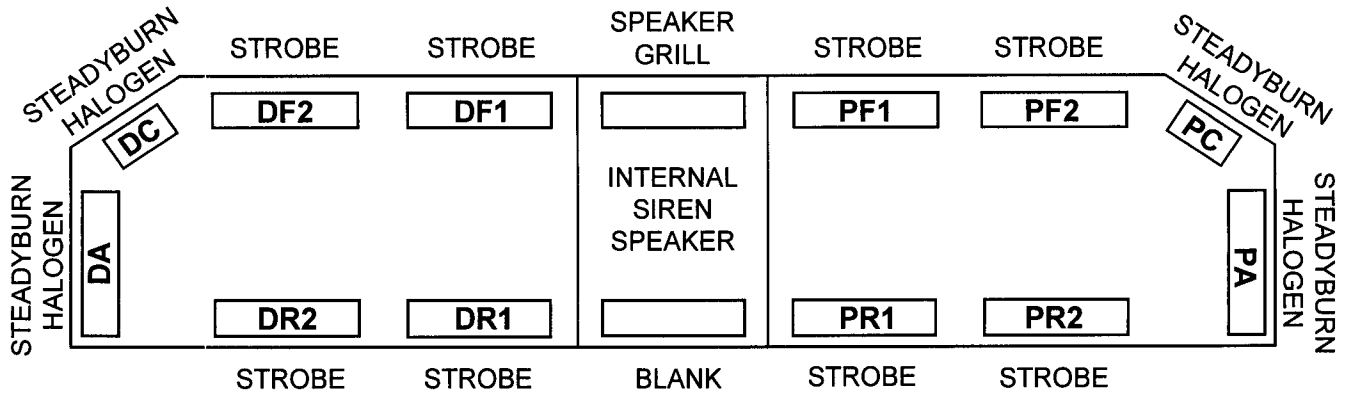 STEADYBURN
HALOGEN
STROBE
STROBE
SPEAKER
GRILL
STROBE
STROBE
STEADYBURN
HALOGEN
DC
DF2
DF1
PF1
PF2
PC
STEADYBURN
HALOGEN
DA
INTERNAL
SIREN
SPEAKER
PA
STEADYBURN
HALOGEN
DR2
DR1
PR1
PR2
STROBE
STROBE
BLANK
STROBE
STROBE